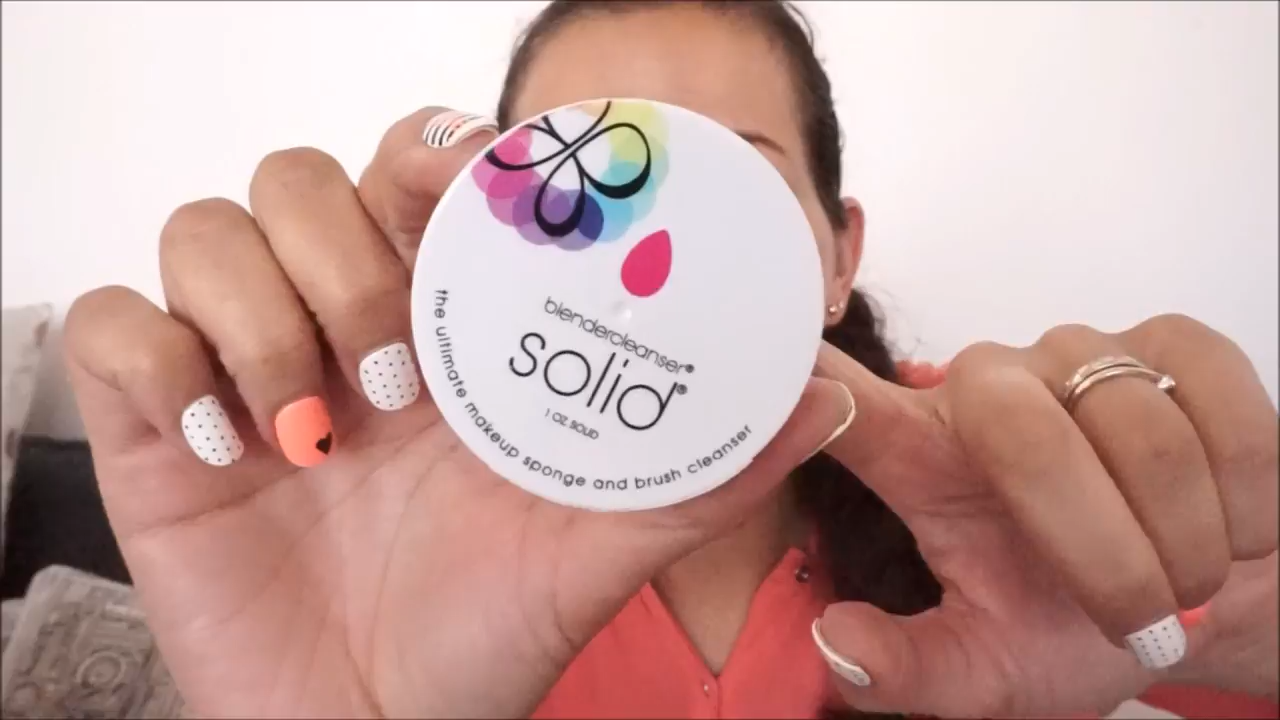 blendercleanser®
solid®
1 oz solid
the ultimate makeup sponge and brush cleanser